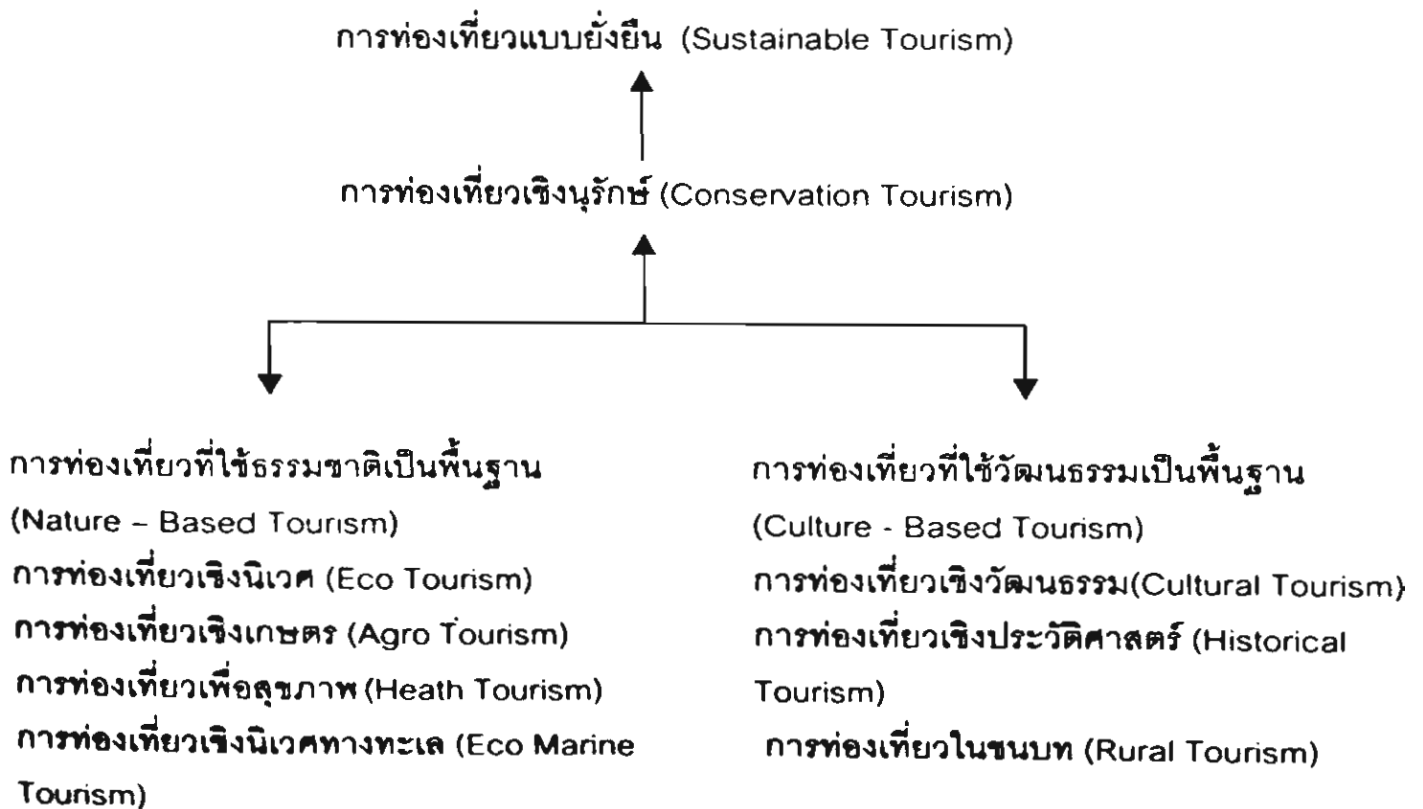 การท่องเที่ยวแบบยั่งยืน (Sustainable Tourism)
การท่องเที่ยวเชิงนุรักษ์ (Conservation Tourism)
การท่องเที่ยวที่ใช้ธรรมชาติเป็นพื้นฐาน
(Nature – Based Tourism)
การท่องเที่ยวเชิงนิเวศ (Eco Tourism)
การท่องเที่ยวเชิงเกษตร (Agro Tourism)
การท่องเที่ยวเพื่อสุขภาพ (Heath Tourism)
การท่องเที่ยวเชิงนิเวศทางทะเล (Eco Marine
Tourism)
การท่องเที่ยวที่ใช้วัฒนธรรมเป็นพื้นฐาน
(Culture - Based Tourism)
การท่องเที่ยวเชิงวัฒนธรรม(Cultural Tourism)
การท่องเที่ยวเชิงประวัติศาสตร์ (Historical
Tourism)
การท่องเที่ยวในชนบท (Rural Tourism)